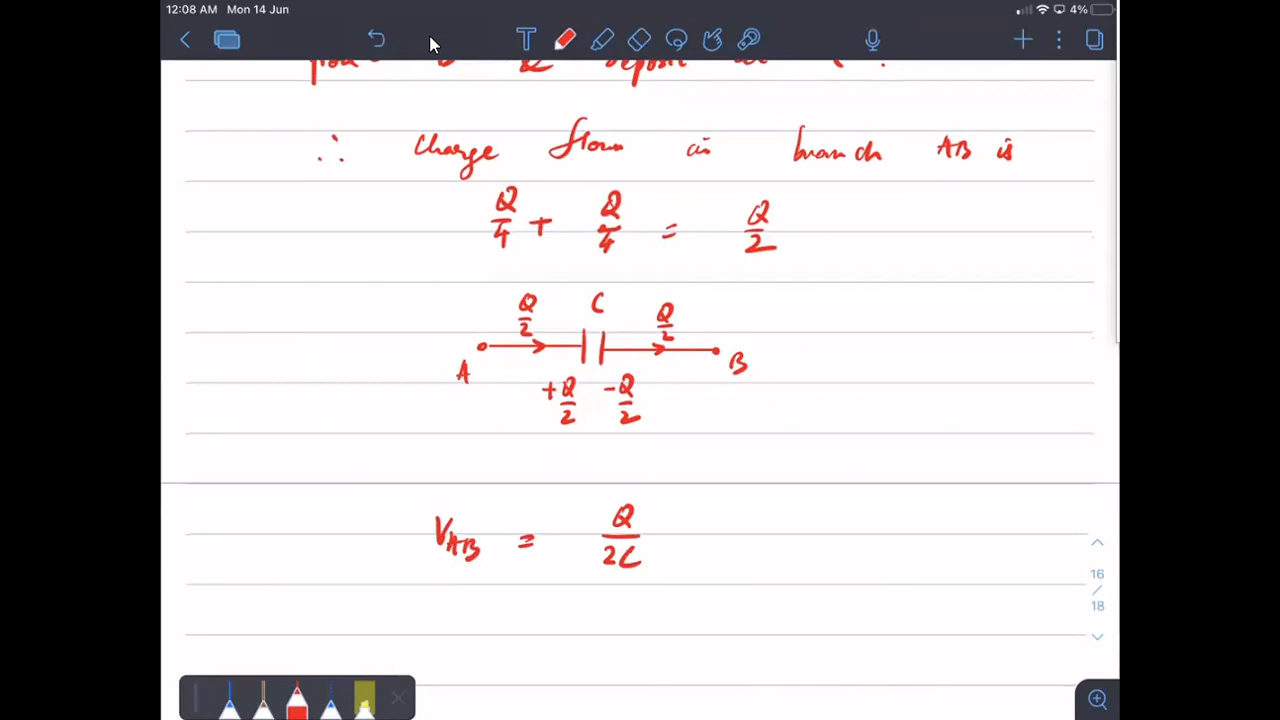 12:08 AM Mon 14 Jun 4%
∴ charge flown in branch AB is
Q/4 + Q/4 = Q/2
Q/2 C Q/2
A B
+Q/2 -Q/2
V_AB = Q/2C
16
/
18